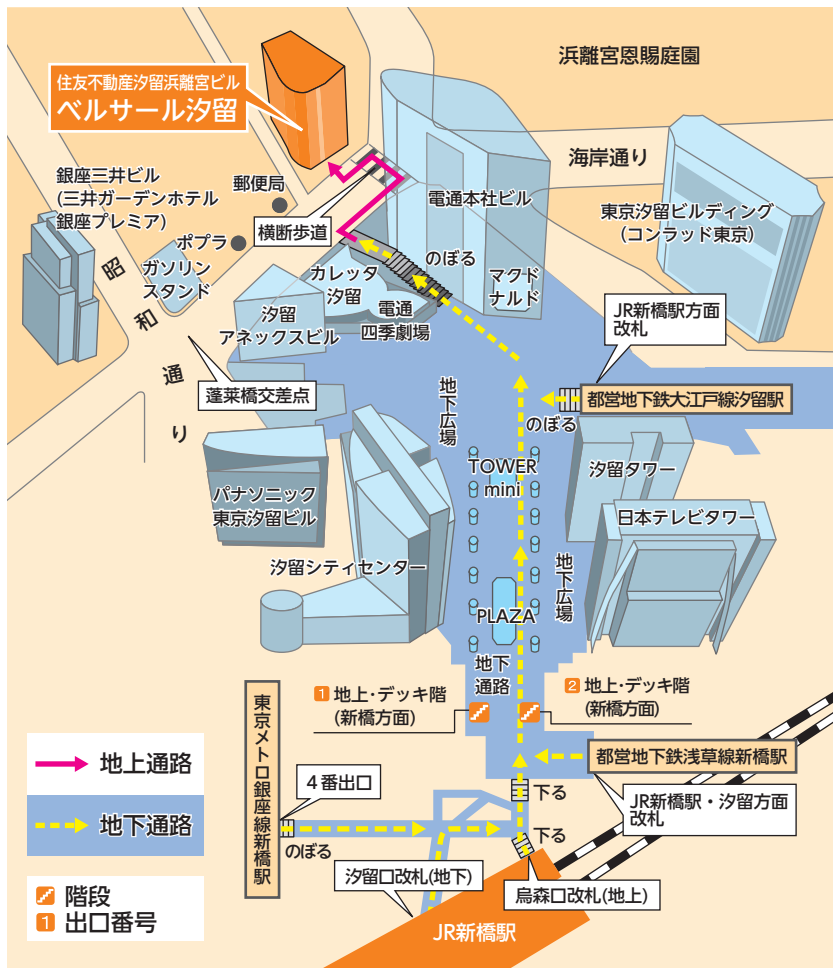 浜離宮恩賜庭園
住友不動産汐留浜離宮ビル
ベルサール汐留
海岸通り
銀座三井ビル
(三井ガーデンホテル
銀座プレミア)
郵便局
電通本社ビル
東京汐留ビルディング
(コンラッド東京)
横断歩道
ポプラ
ガソリン
スタンド
昭和通り
カレッタ
汐留
のぼる
マクド
ナルド
電通
四季劇場
汐留
アネックスビル
JR新橋駅方面
改札
蓬莱橋交差点
地下広場
都営地下鉄大江戸線汐留駅
のぼる
TOWER
mini
汐留タワー
パナソニック
東京汐留ビル
日本テレビタワー
汐留シティセンター
地下広場
PLAZA
地下
通路
1 地上・デッキ階
(新橋方面)
2 地上・デッキ階
(新橋方面)
東京メトロ銀座線新橋駅
都営地下鉄浅草線新橋駅
地上通路
4番出口
下る
JR新橋駅・汐留方面
改札
地下通路
のぼる
下る
汐留口改札(地下)
烏森口改札(地上)
階段
1 出口番号
JR新橋駅